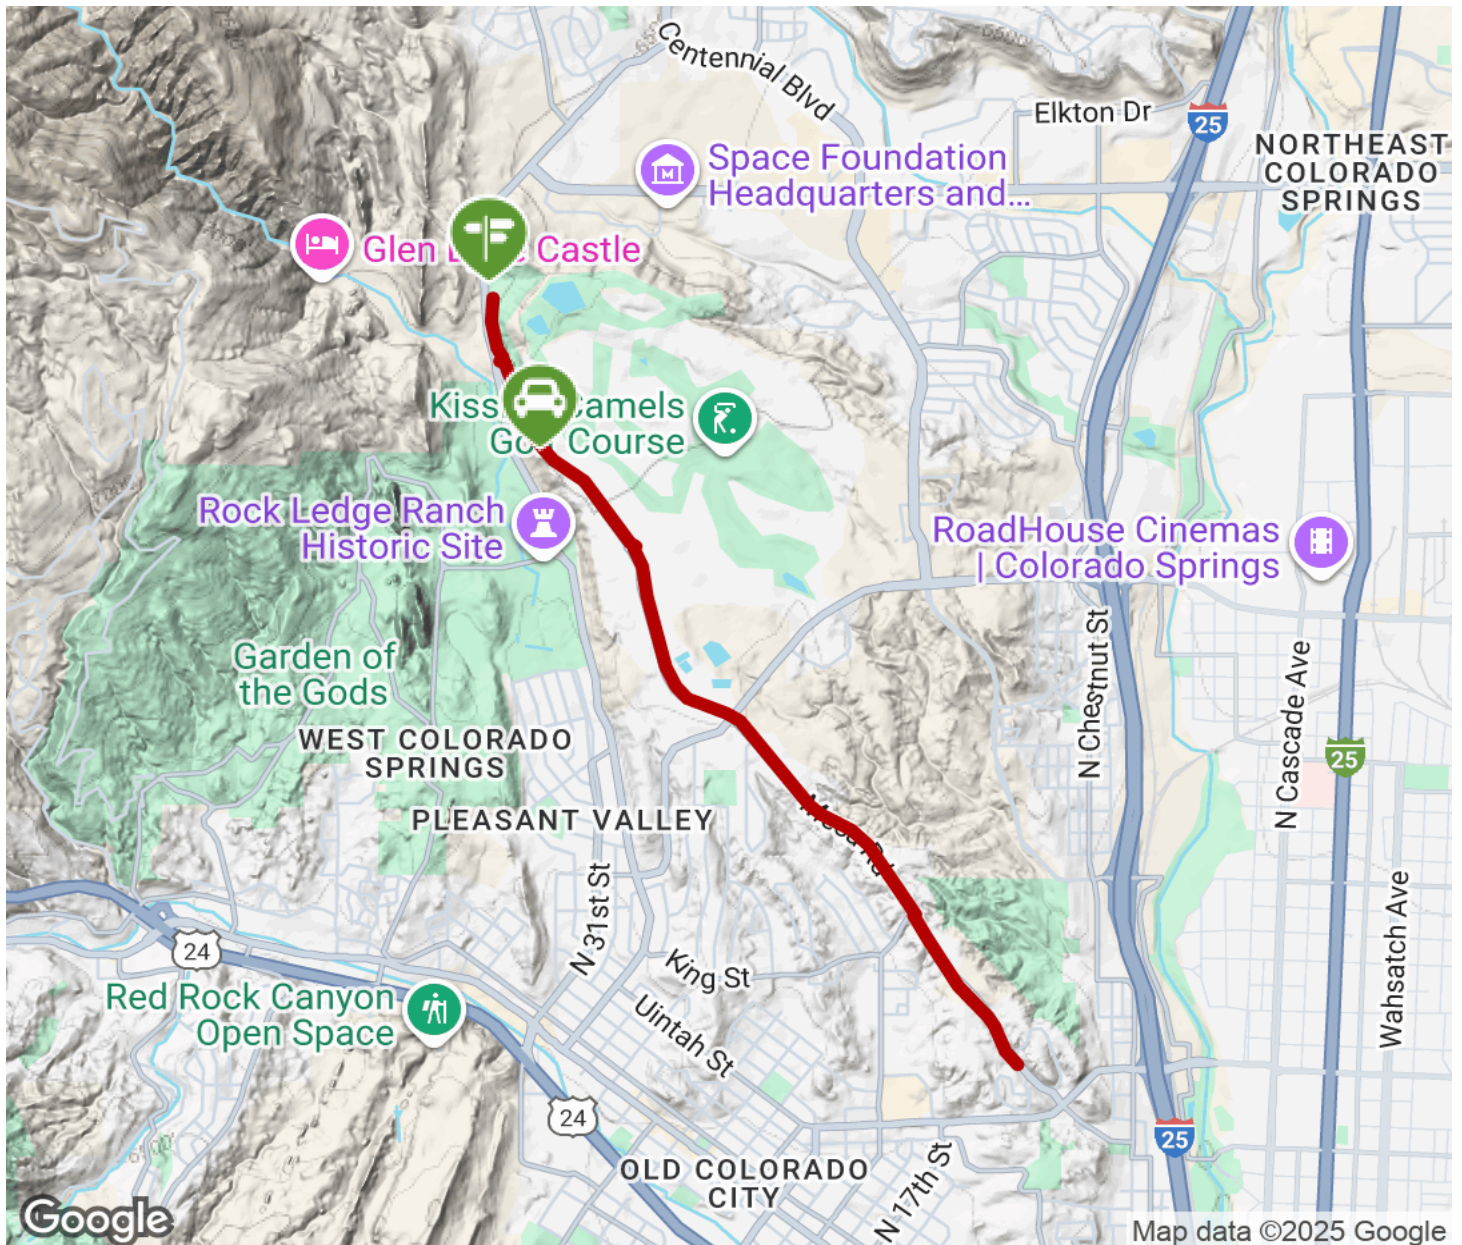 Centennial Blvd
Elkton Dr
25
NORTHEAST
COLORADO
SPRINGS
Space Foundation
Headquarters and...
Glen
Castle
Golf Course
Rock Ledge Ranch
Historic Site
RoadHouse Cinemas
| Colorado Springs
Garden of
the Gods
N Chestnut St
N Cascade Ave
25
WEST COLORADO
SPRINGS
PLEASANT VALLEY
Mesa Rd
N 31st St
Wahsatch Ave
24
King St
Red Rock Canyon
Open Space
Uintah St
24
25
OLD COLORADO
CITY
N 17th St
Google
Map data ©2025 Google